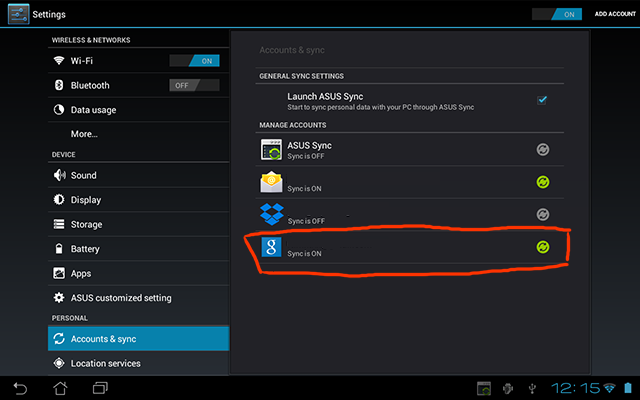 Settings
ON
ADD ACCOUNT
WIRELESS & NETWORKS
Wi-Fi
ON
Bluetooth
OFF
Data usage
More...
DEVICE
Sound
Display
Storage
Battery
Apps
ASUS customized setting
PERSONAL
Accounts & sync
Location services
Accounts & sync
GENERAL SYNC SETTINGS
Launch ASUS Sync
Start to sync personal data with your PC through ASUS Sync
MANAGE ACCOUNTS
ASUS Sync
Sync is OFF
Sync is ON
Sync is OFF
g
Sync is ON
12:15